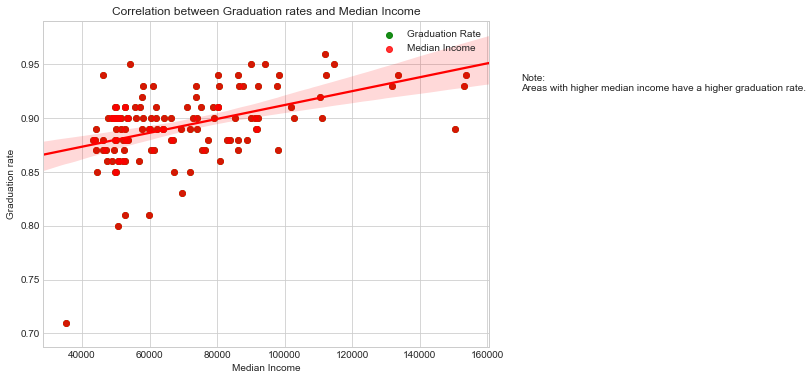 Correlation between Graduation rates and Median Income
Graduation Rate
Median Income
Note:
Areas with higher median income have a higher graduation rate.
Graduation rate
0.95
0.90
0.85
0.80
0.75
0.70
40000 60000 80000 100000 120000 140000 160000
Median Income